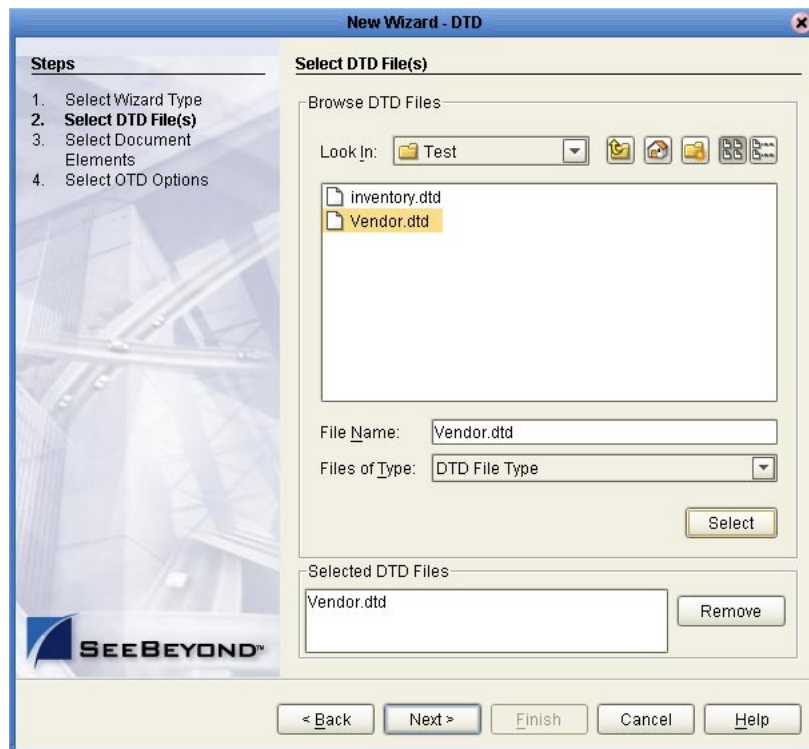 New Wizard - DTD
Steps
1. Select Wizard Type
2. Select DTD File(s)
3. Select Document
Elements
4. Select OTD Options
SEEBEYOND™
Select DTD File(s)
Browse DTD Files
Look In: Test
inventory.dtd
Vendor.dtd
File Name: Vendor.dtd
Files of Type: DTD File Type
Select
Selected DTD Files
Vendor.dtd
Remove
< Back Next > Finish Cancel Help